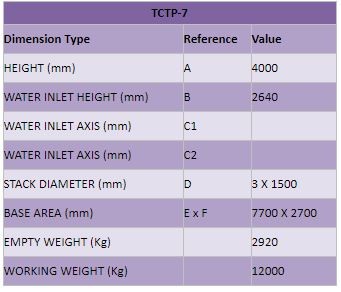 TCTP-7
Dimension Type Reference Value
HEIGHT (mm) A 4000
WATER INLET HEIGHT (mm) B 2640
WATER INLET AXIS (mm) C1
WATER INLET AXIS (mm) C2
STACK DIAMETER (mm) D 3 X 1500
BASE AREA (mm) E x F 7700 X 2700
EMPTY WEIGHT (Kg) 2920
WORKING WEIGHT (Kg) 12000